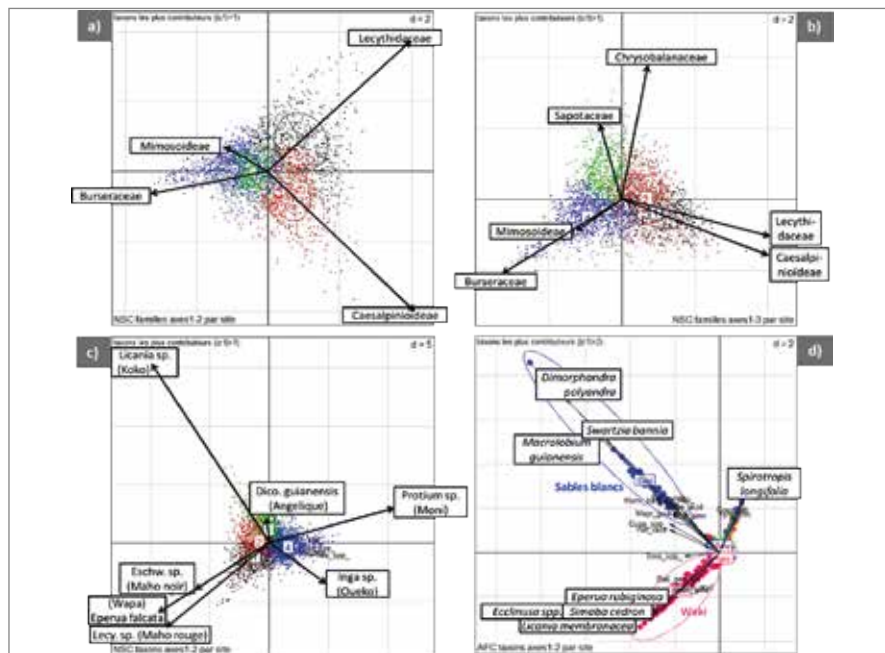 a)
taxons les plus contributeurs
d = 2
Lecythidaceae
Mimosoideae
Burseraceae
Caesalpinioideae
NSC familles axes1-2 par site
b)
taxons les plus contributeurs
d = 2
Chrysobalanaceae
Sapotaceae
Mimosoideae
Burseraceae
Lecythi-
daceae
Caesalpi-
nioideae
NSC familles axes1-3 par site
c)
taxons les plus contributeurs
d = 5
Licania sp.
(Koko)
Dico. guianensis
(Angelique)
Protium sp.
(Moni)
Eschw. sp.
(Maho noir)
(Wapa)
Eperua falcata
Lecy. sp. (Maho rouge)
Inga sp.
(Oueko)
NSC taxons axes1-2 par site
d)
taxons les plus contributeurs
d = 2
Dimorphandra
polyandra
Swartzia bannia
Macrolobium
guianensis
Sables blancs
Spirotropis
longifolia
Eperua rubiginosa
Ecclinusa spp.
Simaba cedron
Licania membranacea
Waki
AFC taxons axes1-2 par site